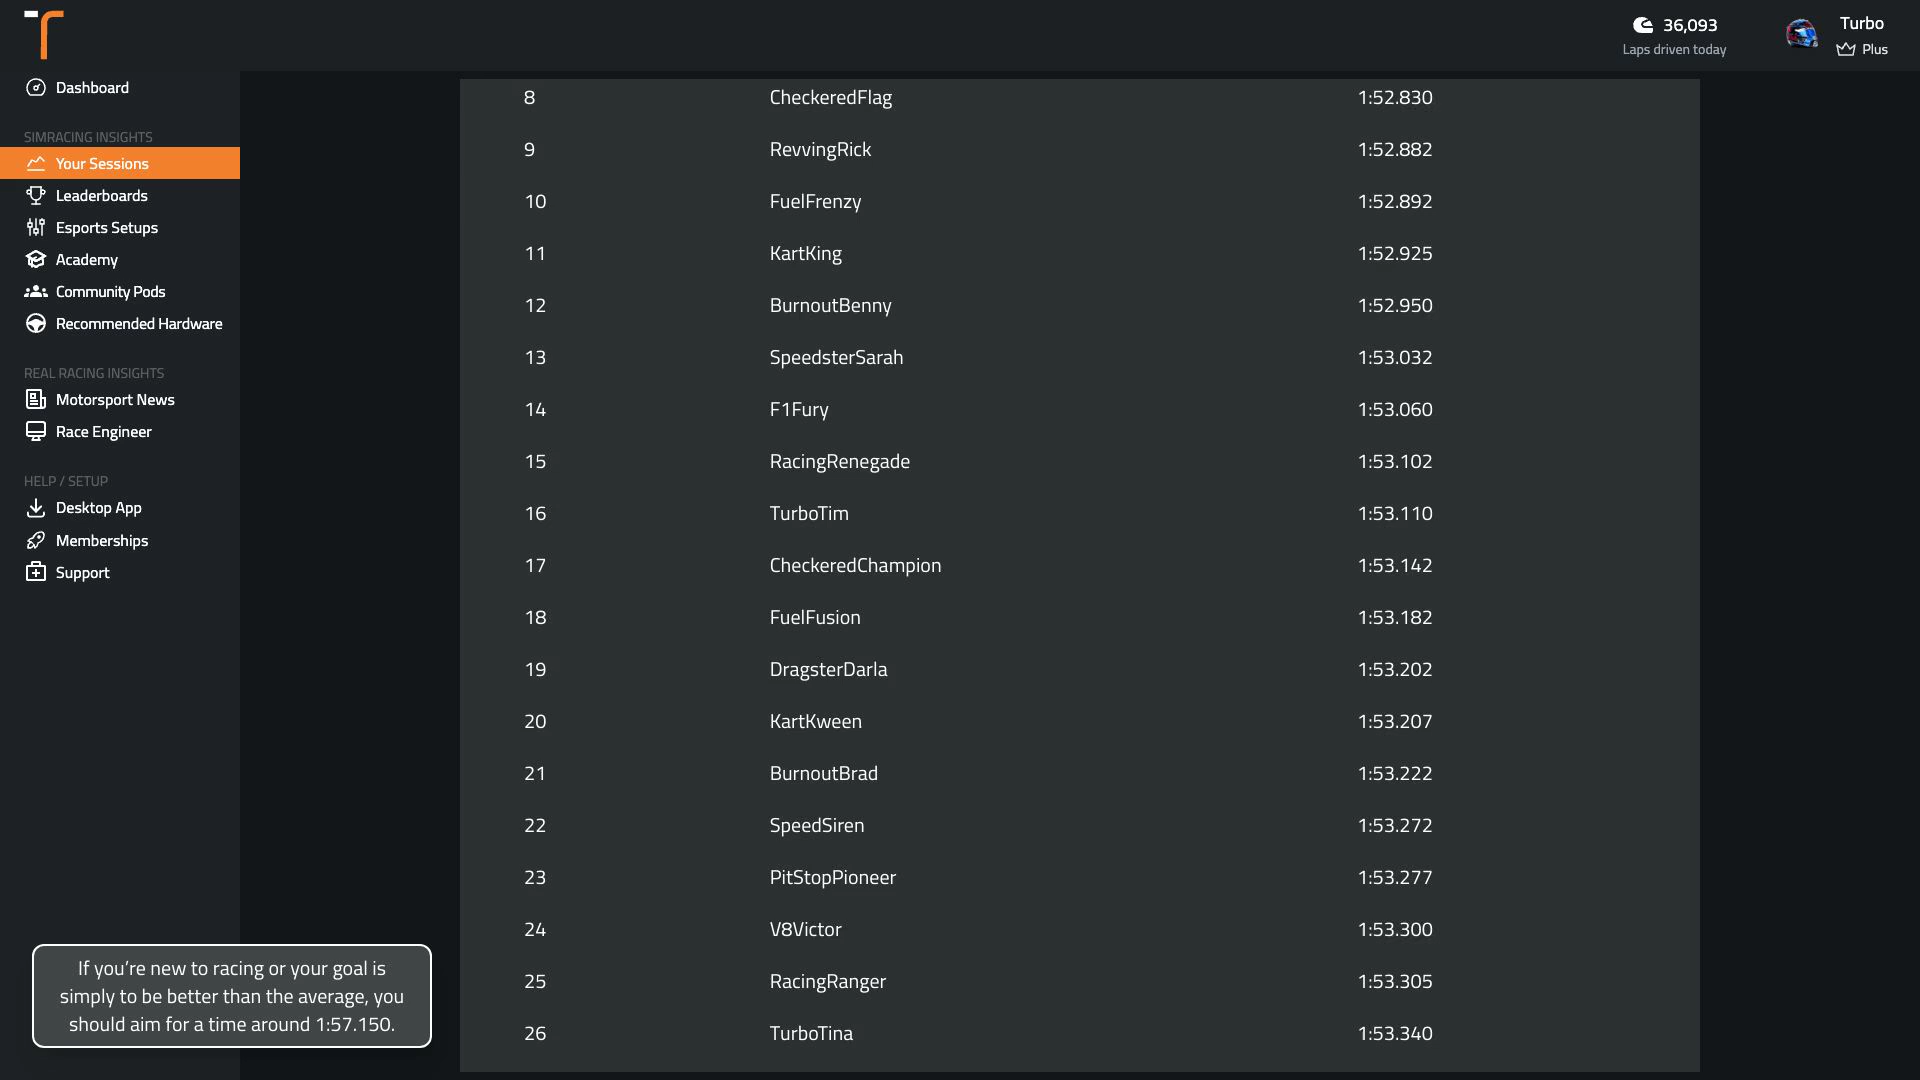 36,093
Laps driven today
Turbo
Plus
Dashboard
SIMRACING INSIGHTS
Your Sessions
Leaderboards
Esports Setups
Academy
Community Pods
Recommended Hardware
REAL RACING INSIGHTS
Motorsport News
Race Engineer
HELP / SETUP
Desktop App
Memberships
Support
8 CheckeredFlag 1:52.830
9 RevvingRick 1:52.882
10 FuelFrenzy 1:52.892
11 KartKing 1:52.925
12 BurnoutBenny 1:52.950
13 SpeedsterSarah 1:53.032
14 F1Fury 1:53.060
15 RacingRenegade 1:53.102
16 TurboTim 1:53.110
17 CheckeredChampion 1:53.142
18 FuelFusion 1:53.182
19 DragsterDarla 1:53.202
20 KartKween 1:53.207
21 BurnoutBrad 1:53.222
22 SpeedSiren 1:53.272
23 PitStopPioneer 1:53.277
24 V8Victor 1:53.300
25 RacingRanger 1:53.305
26 TurboTina 1:53.340
If you’re new to racing or your goal is
simply to be better than the average, you
should aim for a time around 1:57.150.